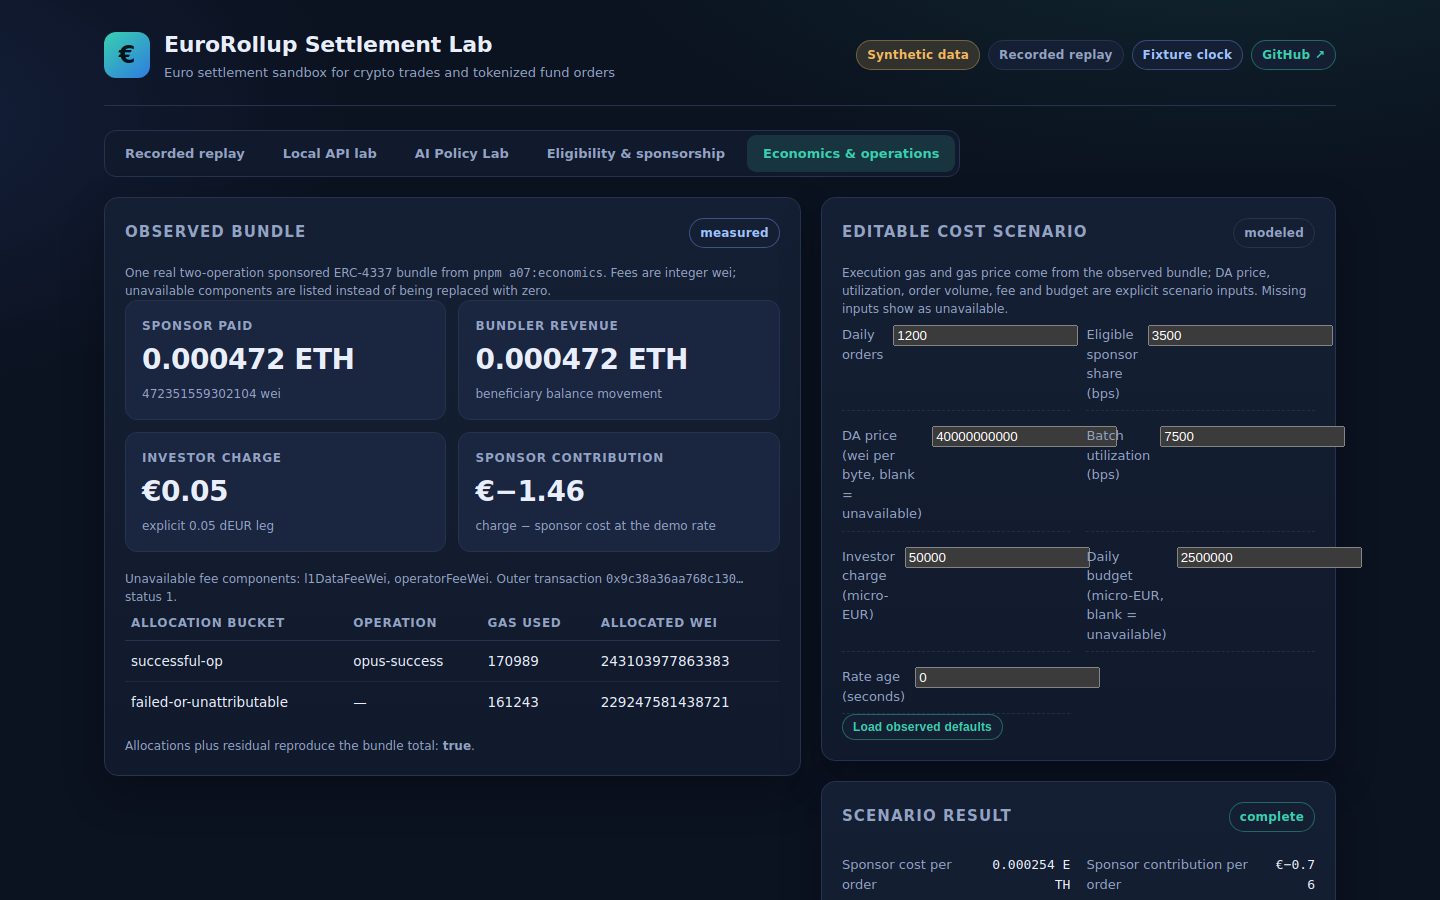 €
EuroRollup Settlement Lab
Euro settlement sandbox for crypto trades and tokenized fund orders
Synthetic data
Recorded replay
Fixture clock
GitHub ↗
Recorded replay
Local API lab
AI Policy Lab
Eligibility & sponsorship
Economics & operations
OBSERVED BUNDLE
measured
One real two-operation sponsored ERC-4337 bundle from pnpm a07:economics. Fees are integer wei;
unavailable components are listed instead of being replaced with zero.
SPONSOR PAID
0.000472 ETH
472351559302104 wei
BUNDLER REVENUE
0.000472 ETH
beneficiary balance movement
INVESTOR CHARGE
€0.05
explicit 0.05 dEUR leg
SPONSOR CONTRIBUTION
€−1.46
charge − sponsor cost at the demo rate
Unavailable fee components: l1DataFeeWei, operatorFeeWei. Outer transaction 0x9c38a36aa768c130…
status 1.
ALLOCATION BUCKET OPERATION GAS USED ALLOCATED WEI
successful-op opus-success 170989 243103977863383
failed-or-unattributable — 161243 229247581438721
Allocations plus residual reproduce the bundle total: true.
EDITABLE COST SCENARIO
modeled
Execution gas and gas price come from the observed bundle; DA price,
utilization, order volume, fee and budget are explicit scenario inputs. Missing
inputs show as unavailable.
Daily
orders
1200
Eligible
sponsor
share
(bps)
3500
DA price
(wei per
byte, blank
=
unavailable)
40000000000
Batch
utilization
(bps)
7500
Investor
charge
(micro-
EUR)
50000
Daily
budget
(micro-EUR,
blank =
unavailable)
2500000
Rate age
(seconds)
0
Load observed defaults
SCENARIO RESULT
complete
Sponsor cost per
order
0.000254 E
TH
Sponsor contribution per
order
€−0.7
6